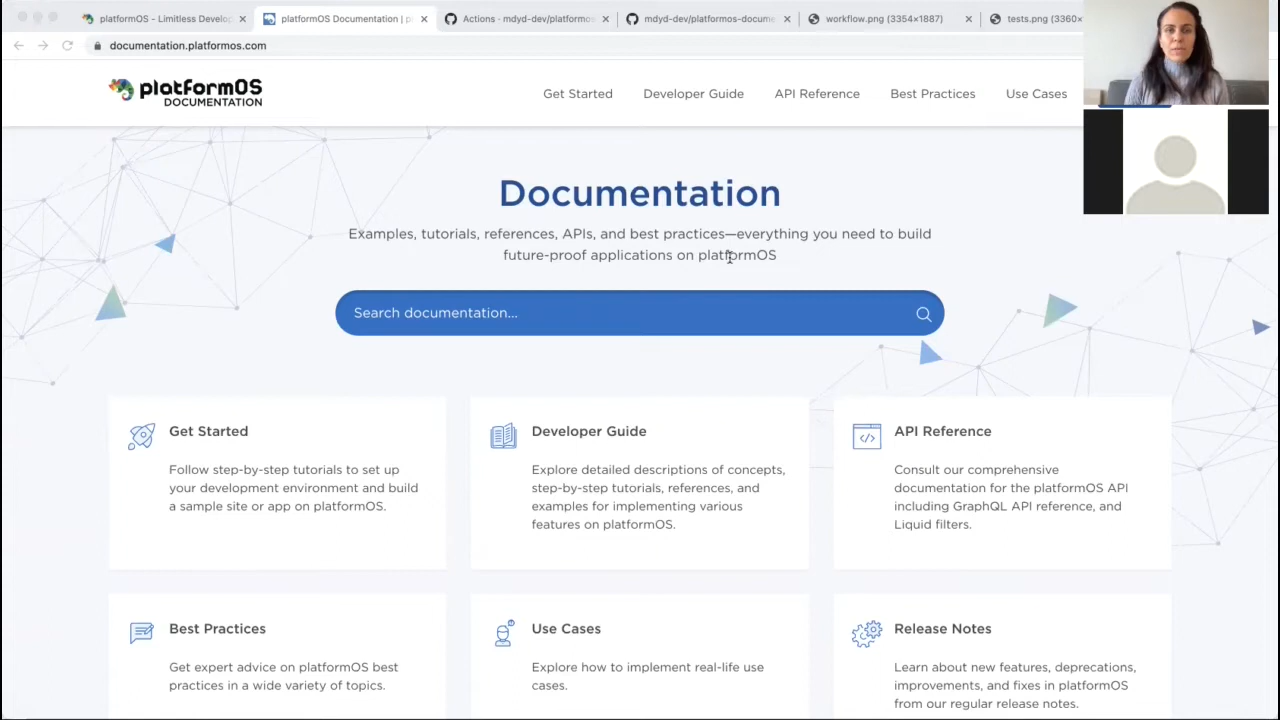 platformOS - Limitless Develop
platformOS Documentation | p
Actions · mdyd-dev/platformos
mdyd-dev/platformos-docume
workflow.png (3354×1887)
tests.png (3360×
documentation.platformos.com
platformOS
DOCUMENTATION
Get Started
Developer Guide
API Reference
Best Practices
Use Cases
Documentation
Examples, tutorials, references, APIs, and best practices—everything you need to build
future-proof applications on platformOS
Search documentation...
Get Started
Follow step-by-step tutorials to set up
your development environment and build
a sample site or app on platformOS.
Developer Guide
Explore detailed descriptions of concepts,
step-by-step tutorials, references, and
examples for implementing various
features on platformOS.
API Reference
Consult our comprehensive
documentation for the platformOS API
including GraphQL API reference, and
Liquid filters.
Best Practices
Get expert advice on platformOS best
practices in a wide variety of topics.
Use Cases
Explore how to implement real-life use
cases.
Release Notes
Learn about new features, deprecations,
improvements, and fixes in platformOS
from our regular release notes.